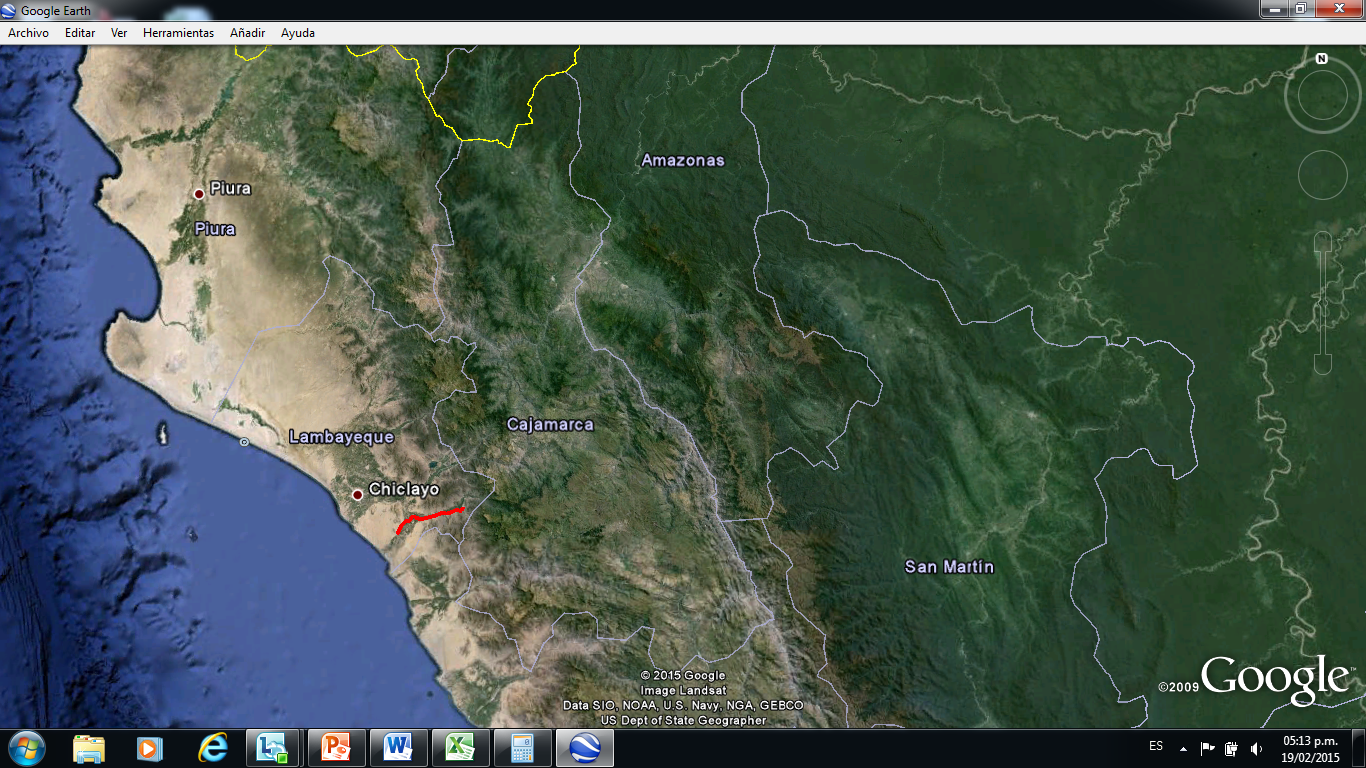 Google Earth
Archivo Editar Ver Herramientas Añadir Ayuda
N
Amazonas
Piura
Piura
Cajamarca
Lambayeque
Chiclayo
San Martín
© 2015 Google
Image Landsat
Data SIO, NOAA, U.S. Navy, NGA, GEBCO
US Dept of State Geographer
©2009 Google™
ES
05:13 p.m.
19/02/2015